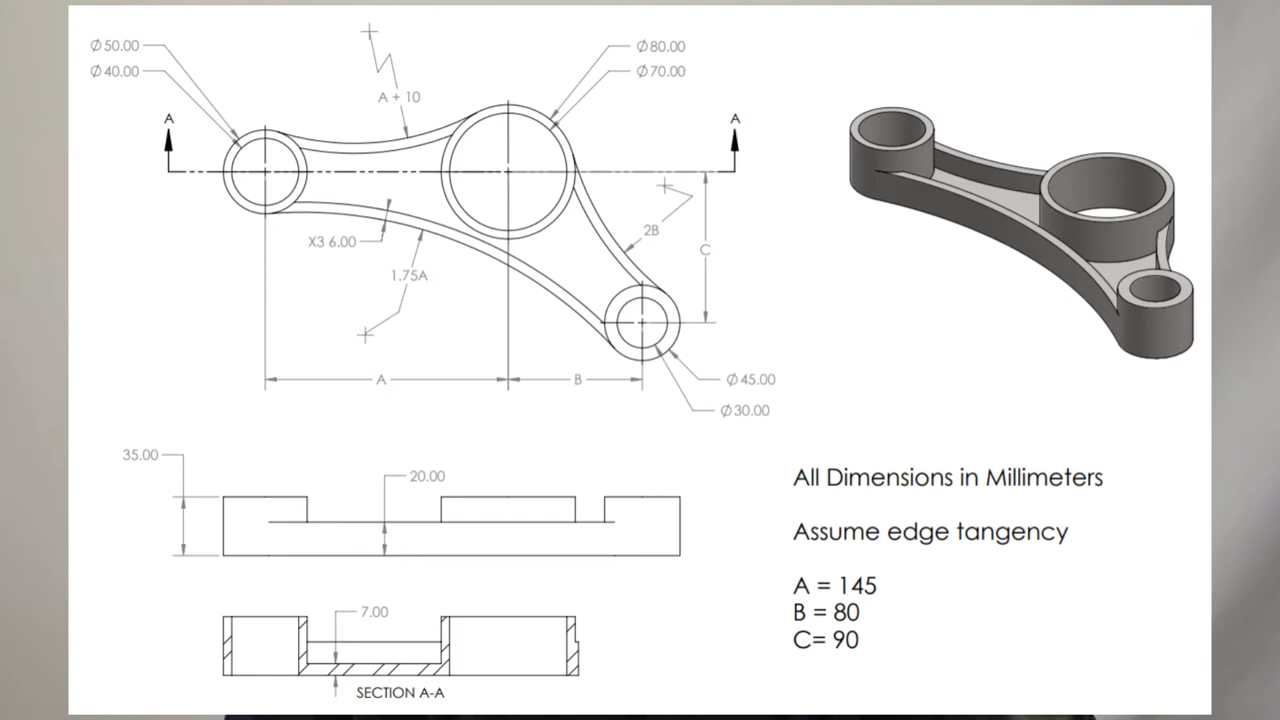 Ø50.00
Ø40.00
A + 10
Ø80.00
Ø70.00
A
A
X3 6.00
1.75A
2B
C
A
B
Ø45.00
Ø30.00
35.00
20.00
7.00
SECTION A-A
All Dimensions in Millimeters
Assume edge tangency
A = 145
B = 80
C= 90